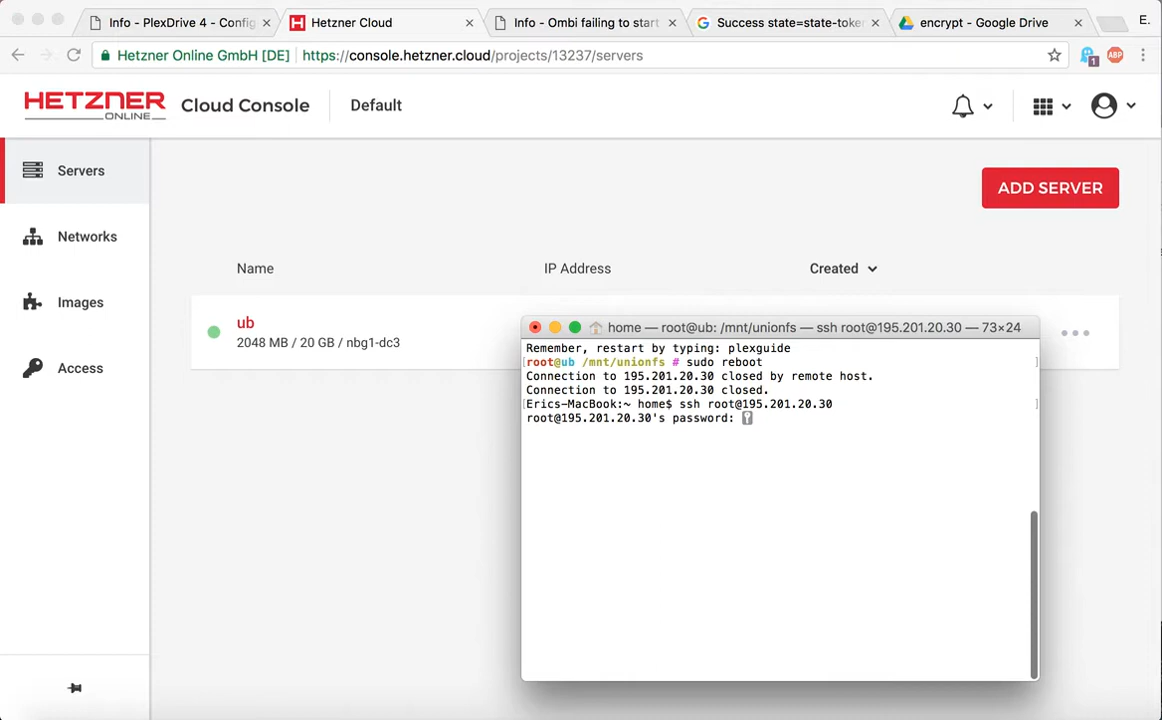 Info - PlexDrive 4 - Config
Hetzner Cloud
Info - Ombi failing to start
Success state=state-token
encrypt - Google Drive
E.
Hetzner Online GmbH [DE]
https://console.hetzner.cloud/projects/13237/servers
1
ABP
HETZNER
ONLINE
Cloud Console
Default
Servers
Networks
Images
Access
ADD SERVER
Name
IP Address
Created
ub
2048 MB / 20 GB / nbg1-dc3
home — root@ub: /mnt/unionfs — ssh root@195.201.20.30 — 73×24
Remember, restart by typing: plexguide
[root@ub /mnt/unionfs # sudo reboot ]
Connection to 195.201.20.30 closed by remote host.
Connection to 195.201.20.30 closed.
[Erics-MacBook:~ home$ ssh root@195.201.20.30 ]
root@195.201.20.30's password: